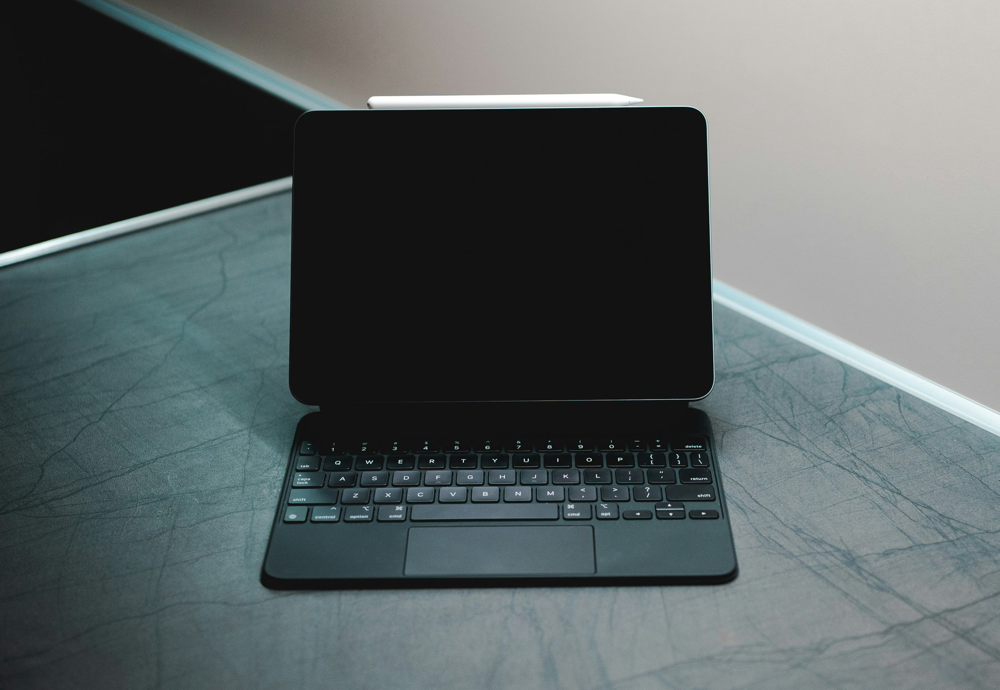 ~ ! @ # $ % ^ & * ( ) — +
` 1 2 3 4 5 6 7 8 9 0 - = delete
tab Q W E R T Y U I O P { [ } ] | \
caps lock A S D F G H J K L : ; " ' return
shift Z X C V B N M < , > . ? / shift
^ ⌥ ⌘ ⌘ ⌥
control option cmd cmd opt ◄ ▲ ▼ ►